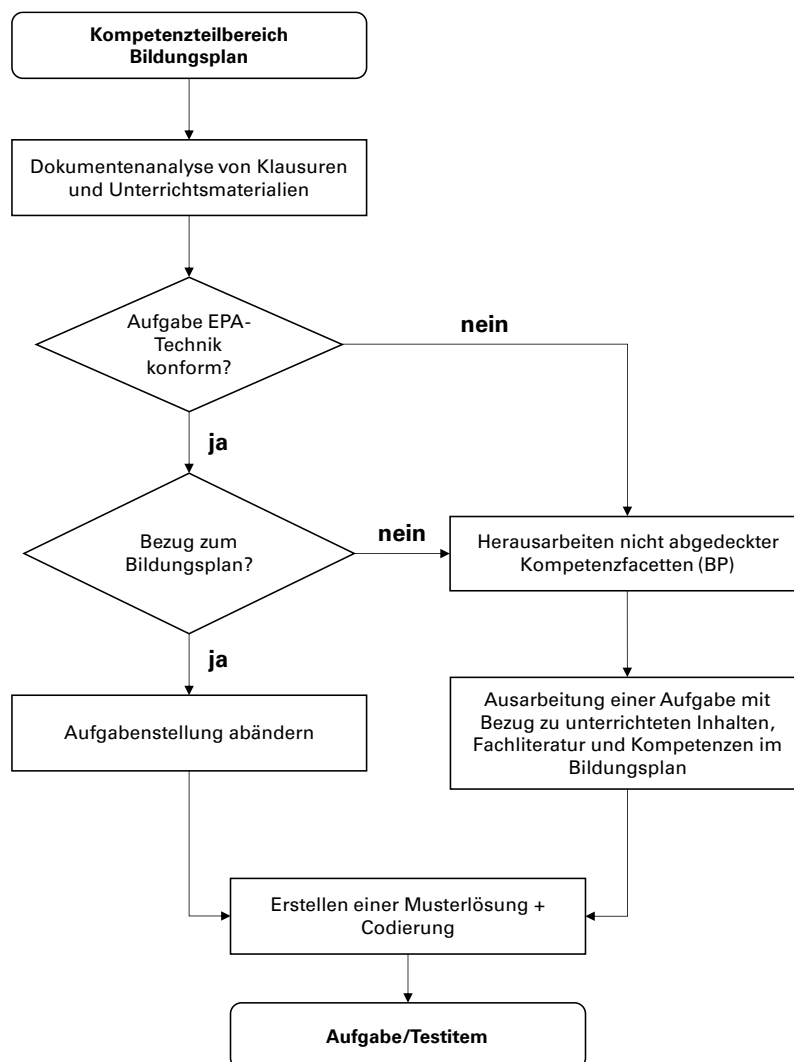 Kompetenzteilbereich
Bildungsplan
Dokumentenanalyse von Klausuren
und Unterrichtsmaterialien
Aufgabe EPA-
Technik
konform?
nein
ja
Bezug zum
Bildungsplan?
nein
Herausarbeiten nicht abgedeckter
Kompetenzfacetten (BP)
ja
Aufgabenstellung abändern
Ausarbeitung einer Aufgabe mit
Bezug zu unterrichteten Inhalten,
Fachliteratur und Kompetenzen im
Bildungsplan
Erstellen einer Musterlösung +
Codierung
Aufgabe/Testitem